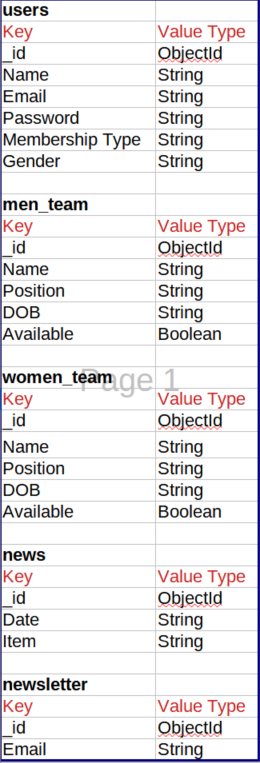 users
Key Value Type
_id ObjectId
Name String
Email String
Password String
Membership Type String
Gender String
men_team
Key Value Type
_id ObjectId
Name String
Position String
DOB String
Available Boolean
Page 1
women_team
Key Value Type
_id ObjectId
Name String
Position String
DOB String
Available Boolean
news
Key Value Type
_id ObjectId
Date String
Item String
newsletter
Key Value Type
_id ObjectId
Email String